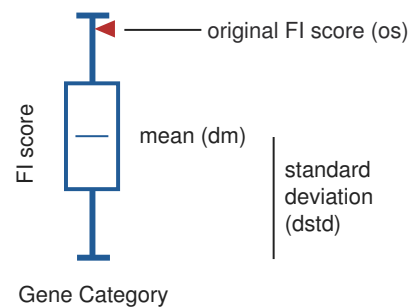 original FI score (os)
FI score
mean (dm)
standard
deviation
(dstd)
Gene Category